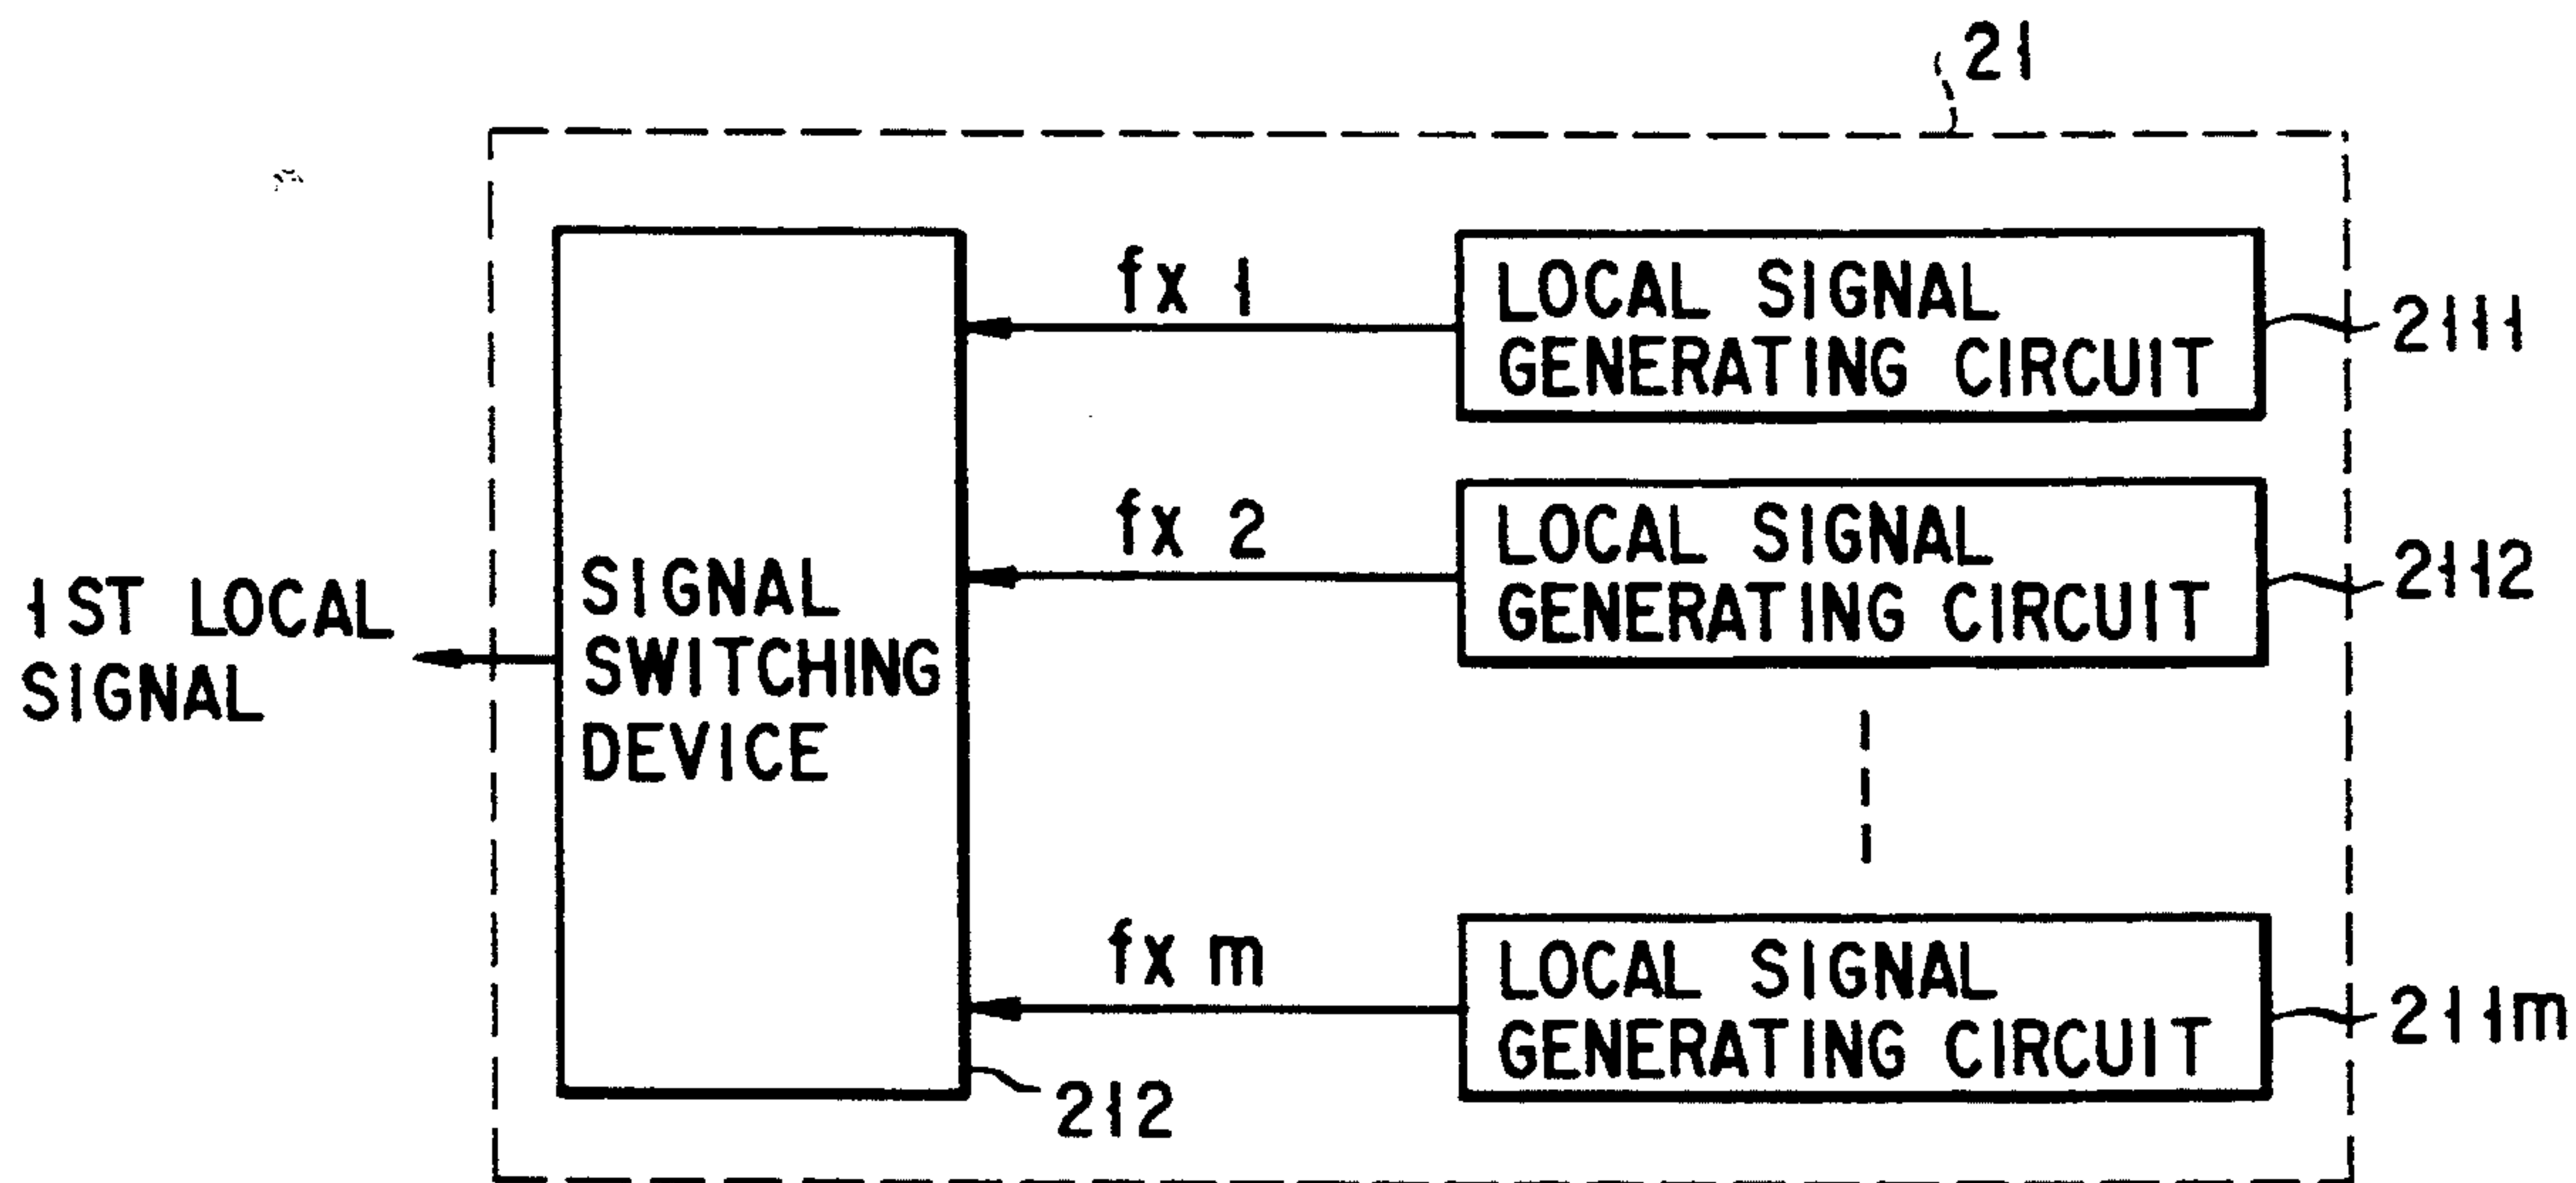 21
fx 1
LOCAL SIGNAL
GENERATING CIRCUIT
2111
fx 2
LOCAL SIGNAL
GENERATING CIRCUIT
2112
1ST LOCAL
SIGNAL
SIGNAL
SWITCHING
DEVICE
fx m
LOCAL SIGNAL
GENERATING CIRCUIT
211m
212